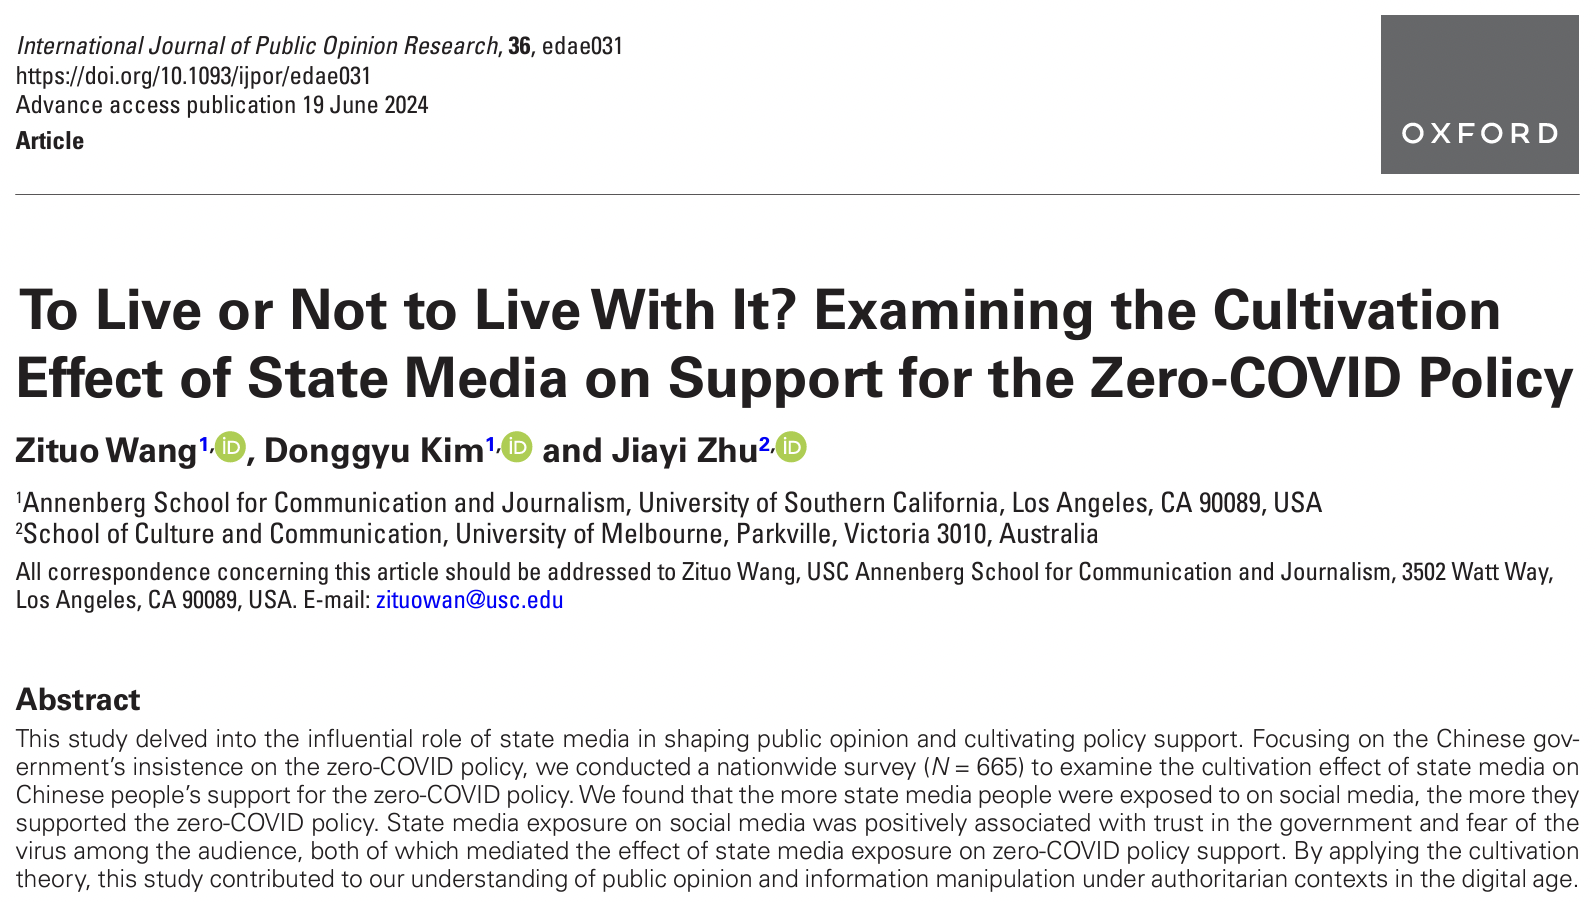 International Journal of Public Opinion Research, 36, edae031
https://doi.org/10.1093/ijpor/edae031
Advance access publication 19 June 2024
Article
OXFORD
To Live or Not to Live With It? Examining the Cultivation
Effect of State Media on Support for the Zero-COVID Policy
Zituo Wang1,iD, Donggyu Kim1,iD and Jiayi Zhu2,iD
1Annenberg School for Communication and Journalism, University of Southern California, Los Angeles, CA 90089, USA
2School of Culture and Communication, University of Melbourne, Parkville, Victoria 3010, Australia
All correspondence concerning this article should be addressed to Zituo Wang, USC Annenberg School for Communication and Journalism, 3502 Watt Way,
Los Angeles, CA 90089, USA. E-mail: zituowan@usc.edu
Abstract
This study delved into the influential role of state media in shaping public opinion and cultivating policy support. Focusing on the Chinese gov-
ernment's insistence on the zero-COVID policy, we conducted a nationwide survey (N = 665) to examine the cultivation effect of state media on
Chinese people's support for the zero-COVID policy. We found that the more state media people were exposed to on social media, the more they
supported the zero-COVID policy. State media exposure on social media was positively associated with trust in the government and fear of the
virus among the audience, both of which mediated the effect of state media exposure on zero-COVID policy support. By applying the cultivation
theory, this study contributed to our understanding of public opinion and information manipulation under authoritarian contexts in the digital age.